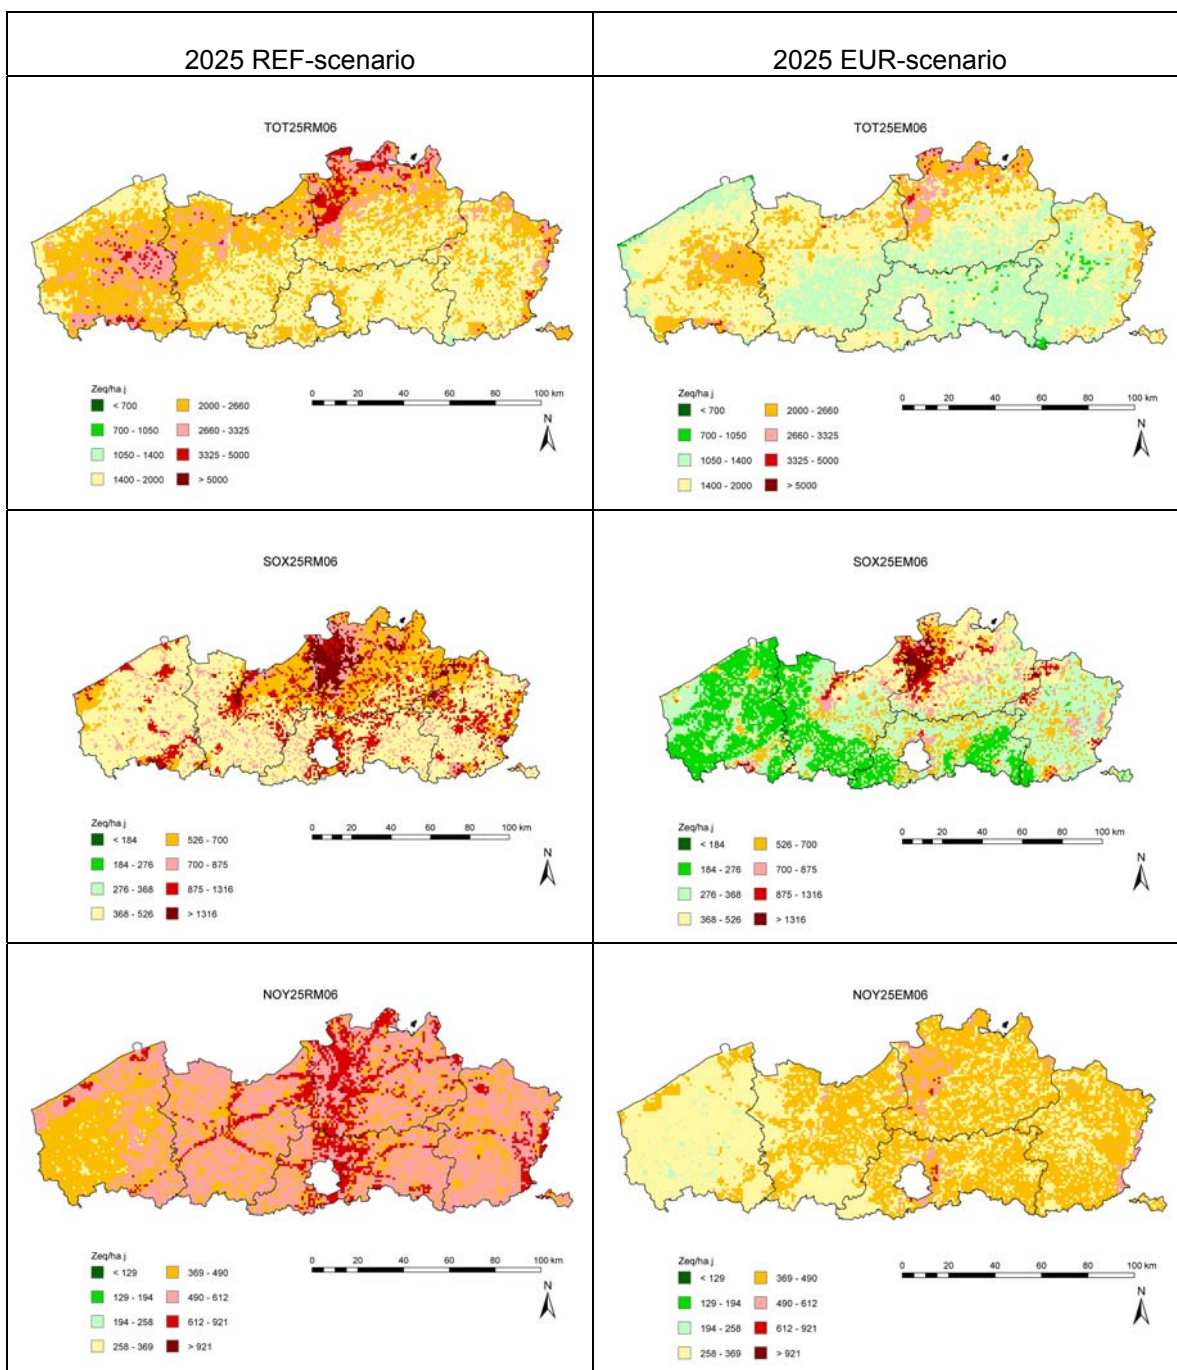 2025 REF-scenario
2025 EUR-scenario
TOT25RM06
Zeq/ha.j
< 700
2000 - 2660
700 - 1050
2660 - 3325
1050 - 1400
3325 - 5000
1400 - 2000
> 5000
0 20 40 60 80 100 km
N
TOT25EM06
Zeq/ha.j
< 700
2000 - 2660
700 - 1050
2660 - 3325
1050 - 1400
3325 - 5000
1400 - 2000
> 5000
0 20 40 60 80 100 km
N
SOX25RM06
Zeq/ha.j
< 184
526 - 700
184 - 276
700 - 875
276 - 368
875 - 1316
368 - 526
> 1316
0 20 40 60 80 100 km
N
SOX25EM06
Zeq/ha.j
< 184
526 - 700
184 - 276
700 - 875
276 - 368
875 - 1316
368 - 526
> 1316
0 20 40 60 80 100 km
N
NOY25RM06
Zeq/ha.j
< 129
369 - 490
129 - 194
490 - 612
194 - 258
612 - 921
258 - 369
> 921
0 20 40 60 80 100 km
N
NOY25EM06
Zeq/ha.j
< 129
369 - 490
129 - 194
490 - 612
194 - 258
612 - 921
258 - 369
> 921
0 20 40 60 80 100 km
N